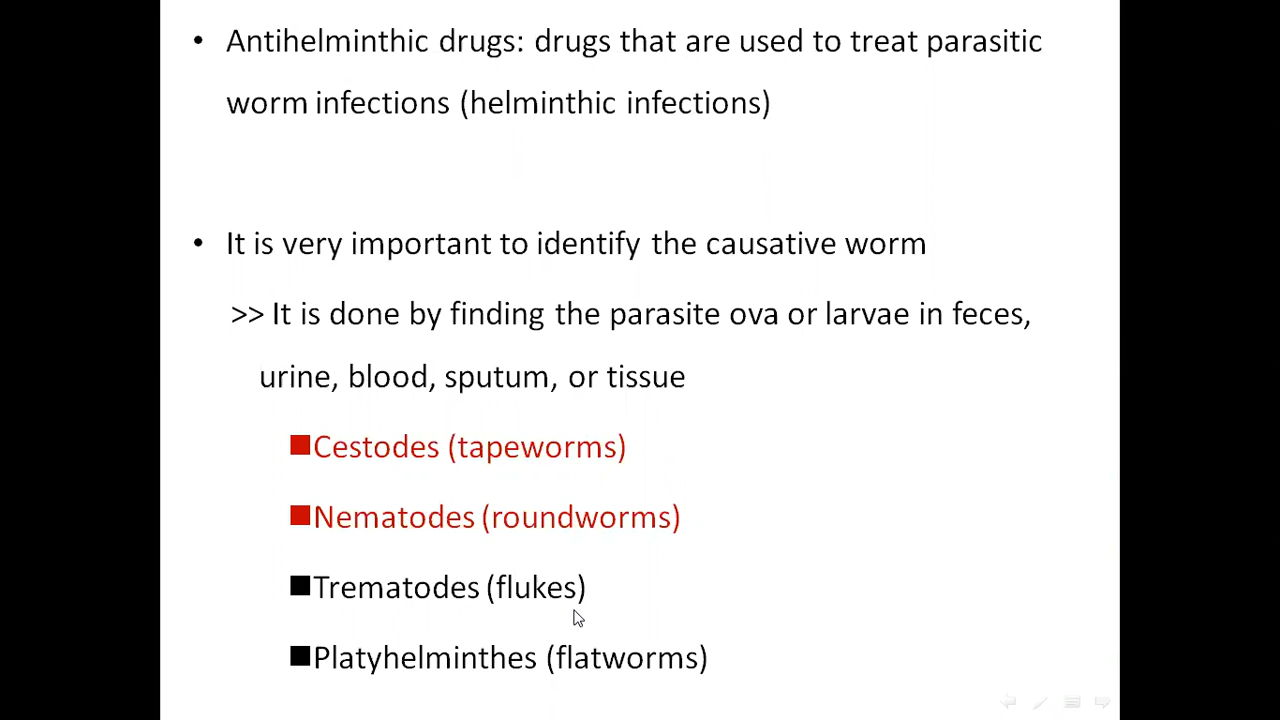 • Antihelminthic drugs: drugs that are used to treat parasitic
worm infections (helminthic infections)
• It is very important to identify the causative worm
>> It is done by finding the parasite ova or larvae in feces,
urine, blood, sputum, or tissue
■Cestodes (tapeworms)
■Nematodes (roundworms)
■Trematodes (flukes)
■Platyhelminthes (flatworms)